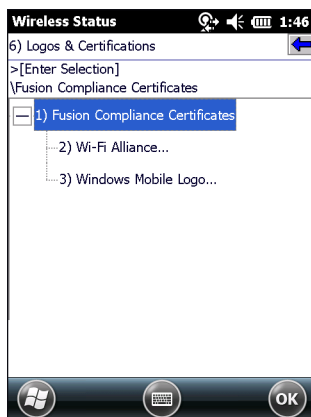 Wireless Status 1:46
6) Logos & Certifications
>[Enter Selection]
\Fusion Compliance Certificates
1) Fusion Compliance Certificates
2) Wi-Fi Alliance...
3) Windows Mobile Logo...
OK